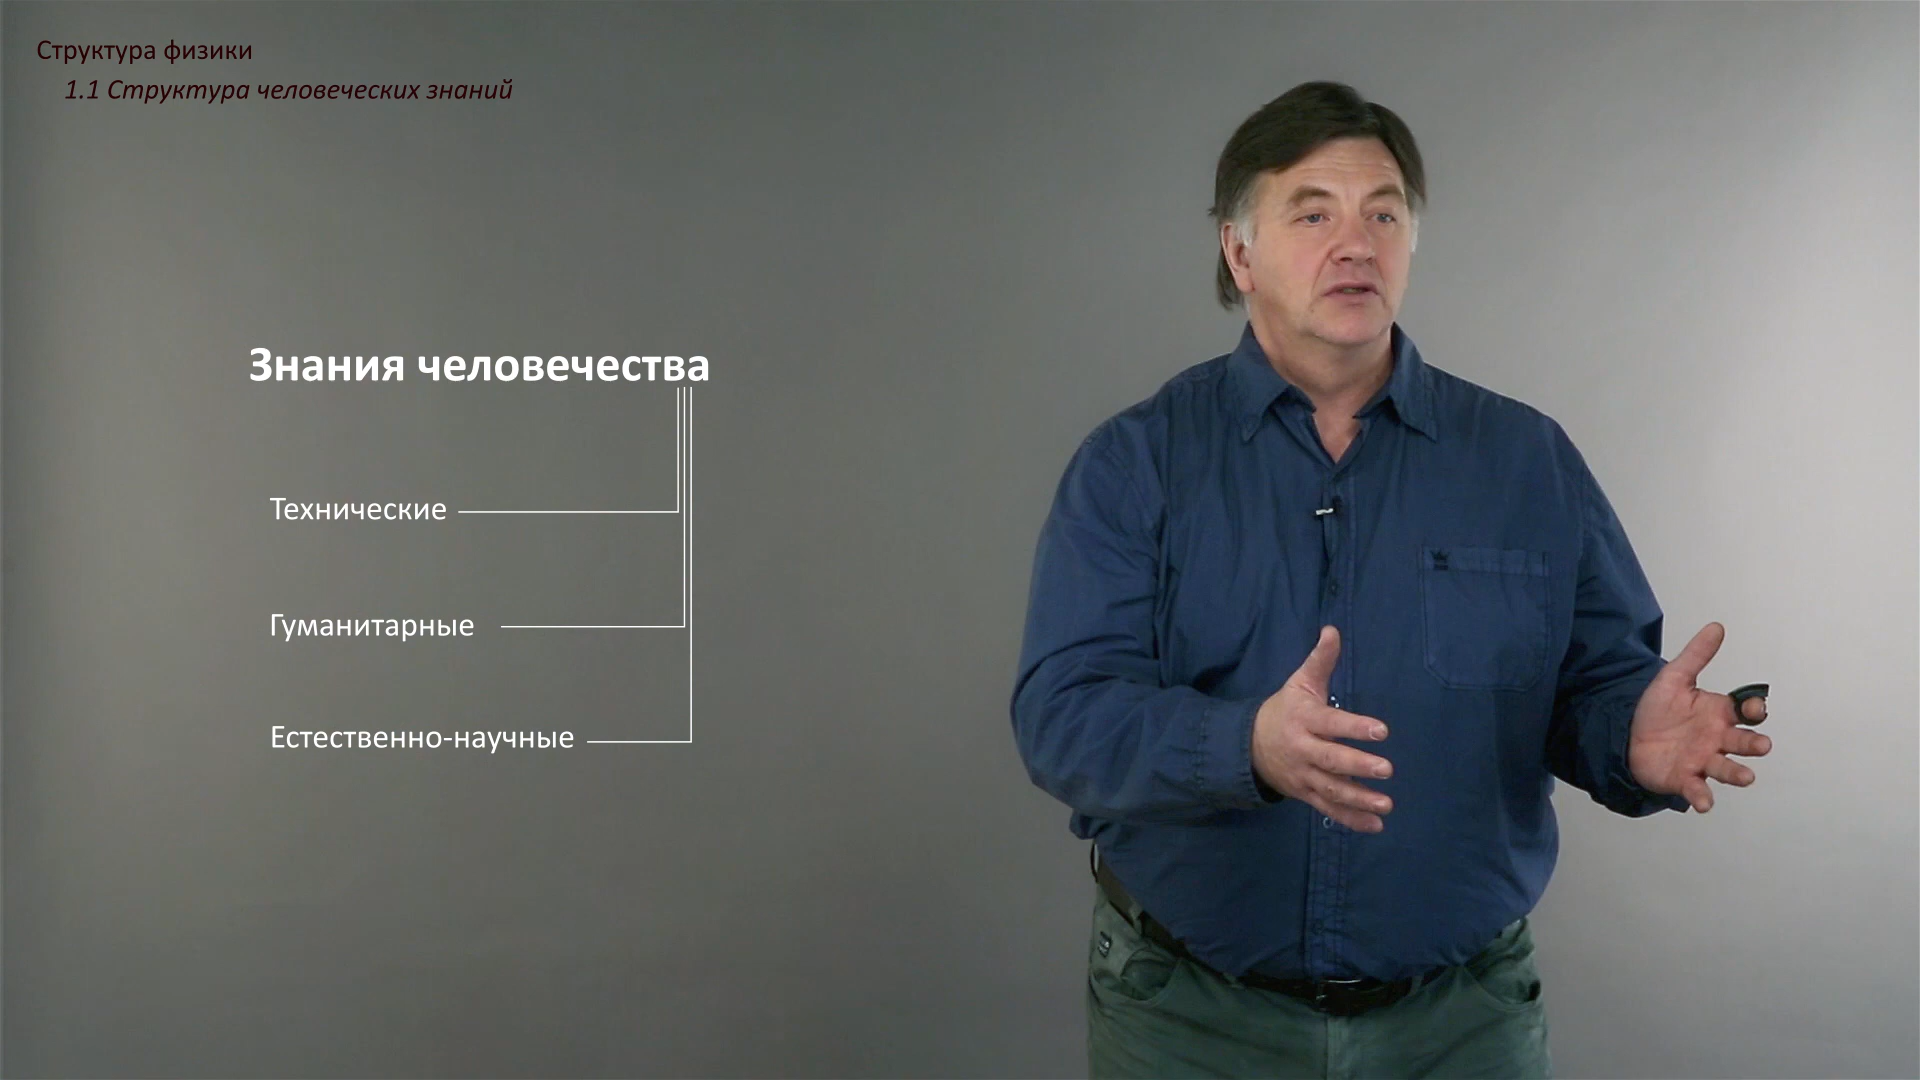 Структура физики
1.1 Структура человеческих знаний
Знания человечества
Технические
Гуманитарные
Естественно-научные